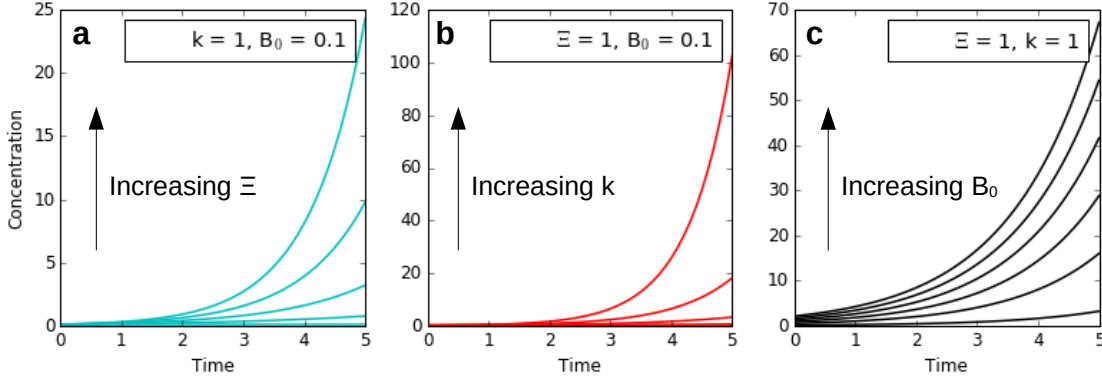 a
k = 1, B₀ = 0.1
Increasing Ξ
Concentration
25
20
15
10
5
0
0 1 2 3 4 5
Time
b
Ξ = 1, B₀ = 0.1
Increasing k
120
100
80
60
40
20
0
0 1 2 3 4 5
Time
c
Ξ = 1, k = 1
Increasing B₀
70
60
50
40
30
20
10
0
0 1 2 3 4 5
Time